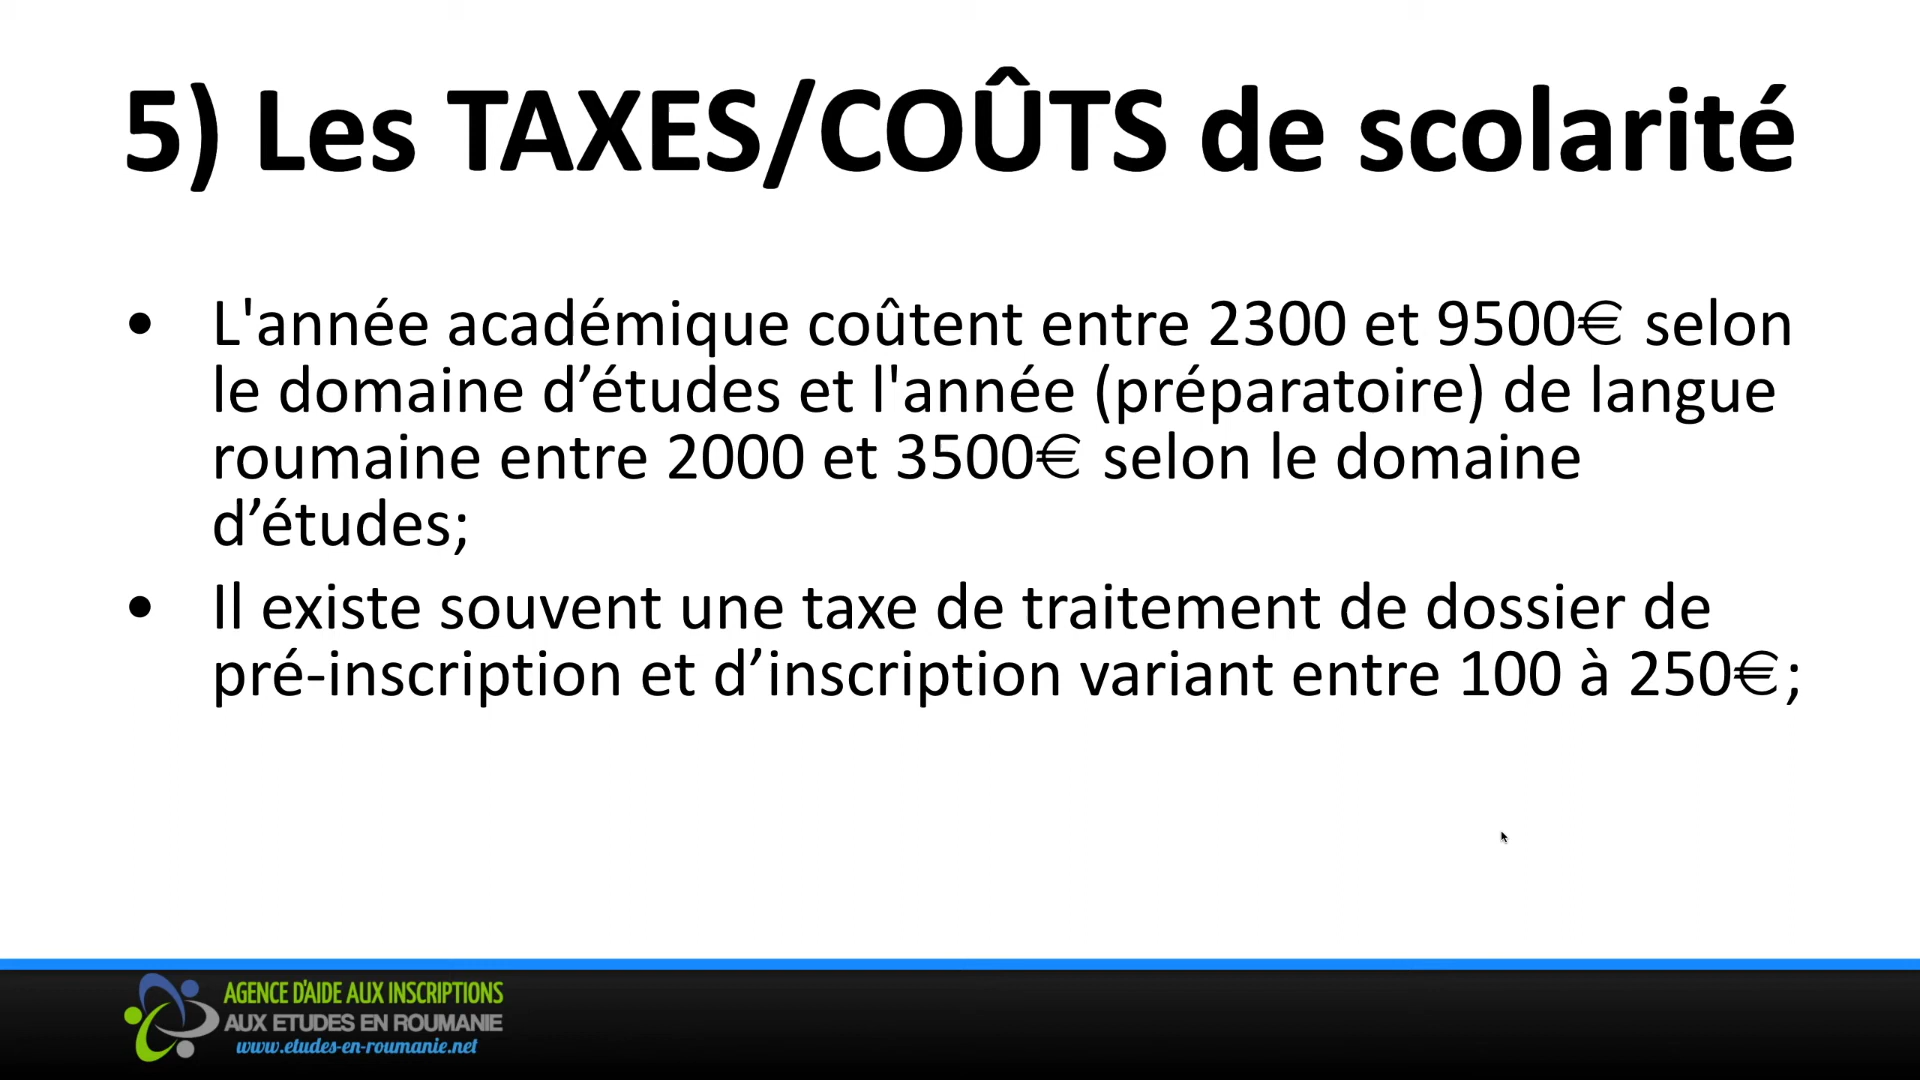 5) Les TAXES/COÛTS de scolarité
• L'année académique coûtent entre 2300 et 9500€ selon
le domaine d’études et l'année (préparatoire) de langue
roumaine entre 2000 et 3500€ selon le domaine
d’études;
• Il existe souvent une taxe de traitement de dossier de
pré-inscription et d’inscription variant entre 100 à 250€;
AGENCE D'AIDE AUX INSCRIPTIONS
AUX ETUDES EN ROUMANIE
www.etudes-en-roumanie.net